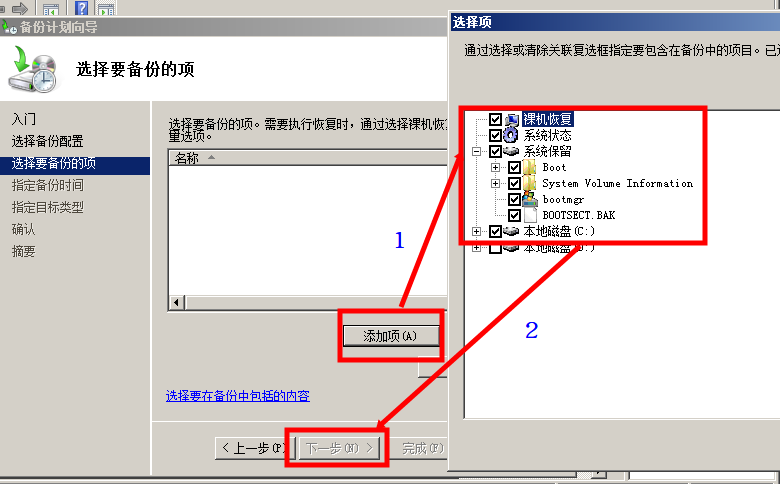 备份计划向导
选择要备份的项
入门
选择备份配置
选择要备份的项
指定备份时间
指定目标类型
确认
摘要
选择要备份的项。需要执行恢复时，通过选择裸机恢
量选项。
名称
1
添加项(A)
选择要在备份中包括的内容
< 上一步(P)
下一步(N) >
完成(F)
选择项
通过选择或清除关联复选框指定要包含在备份中的项目。已
裸机恢复
系统状态
系统保留
Boot
System Volume Information
bootmgr
BOOTSECT.BAK
本地磁盘(C:)
本地磁盘(D:)
2